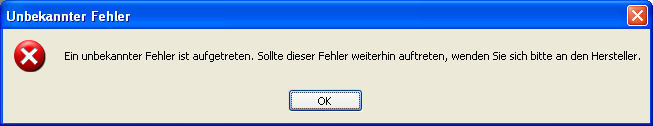 Unbekannter Fehler
Ein unbekannter Fehler ist aufgetreten. Sollte dieser Fehler weiterhin auftreten, wenden Sie sich bitte an den Hersteller.
OK